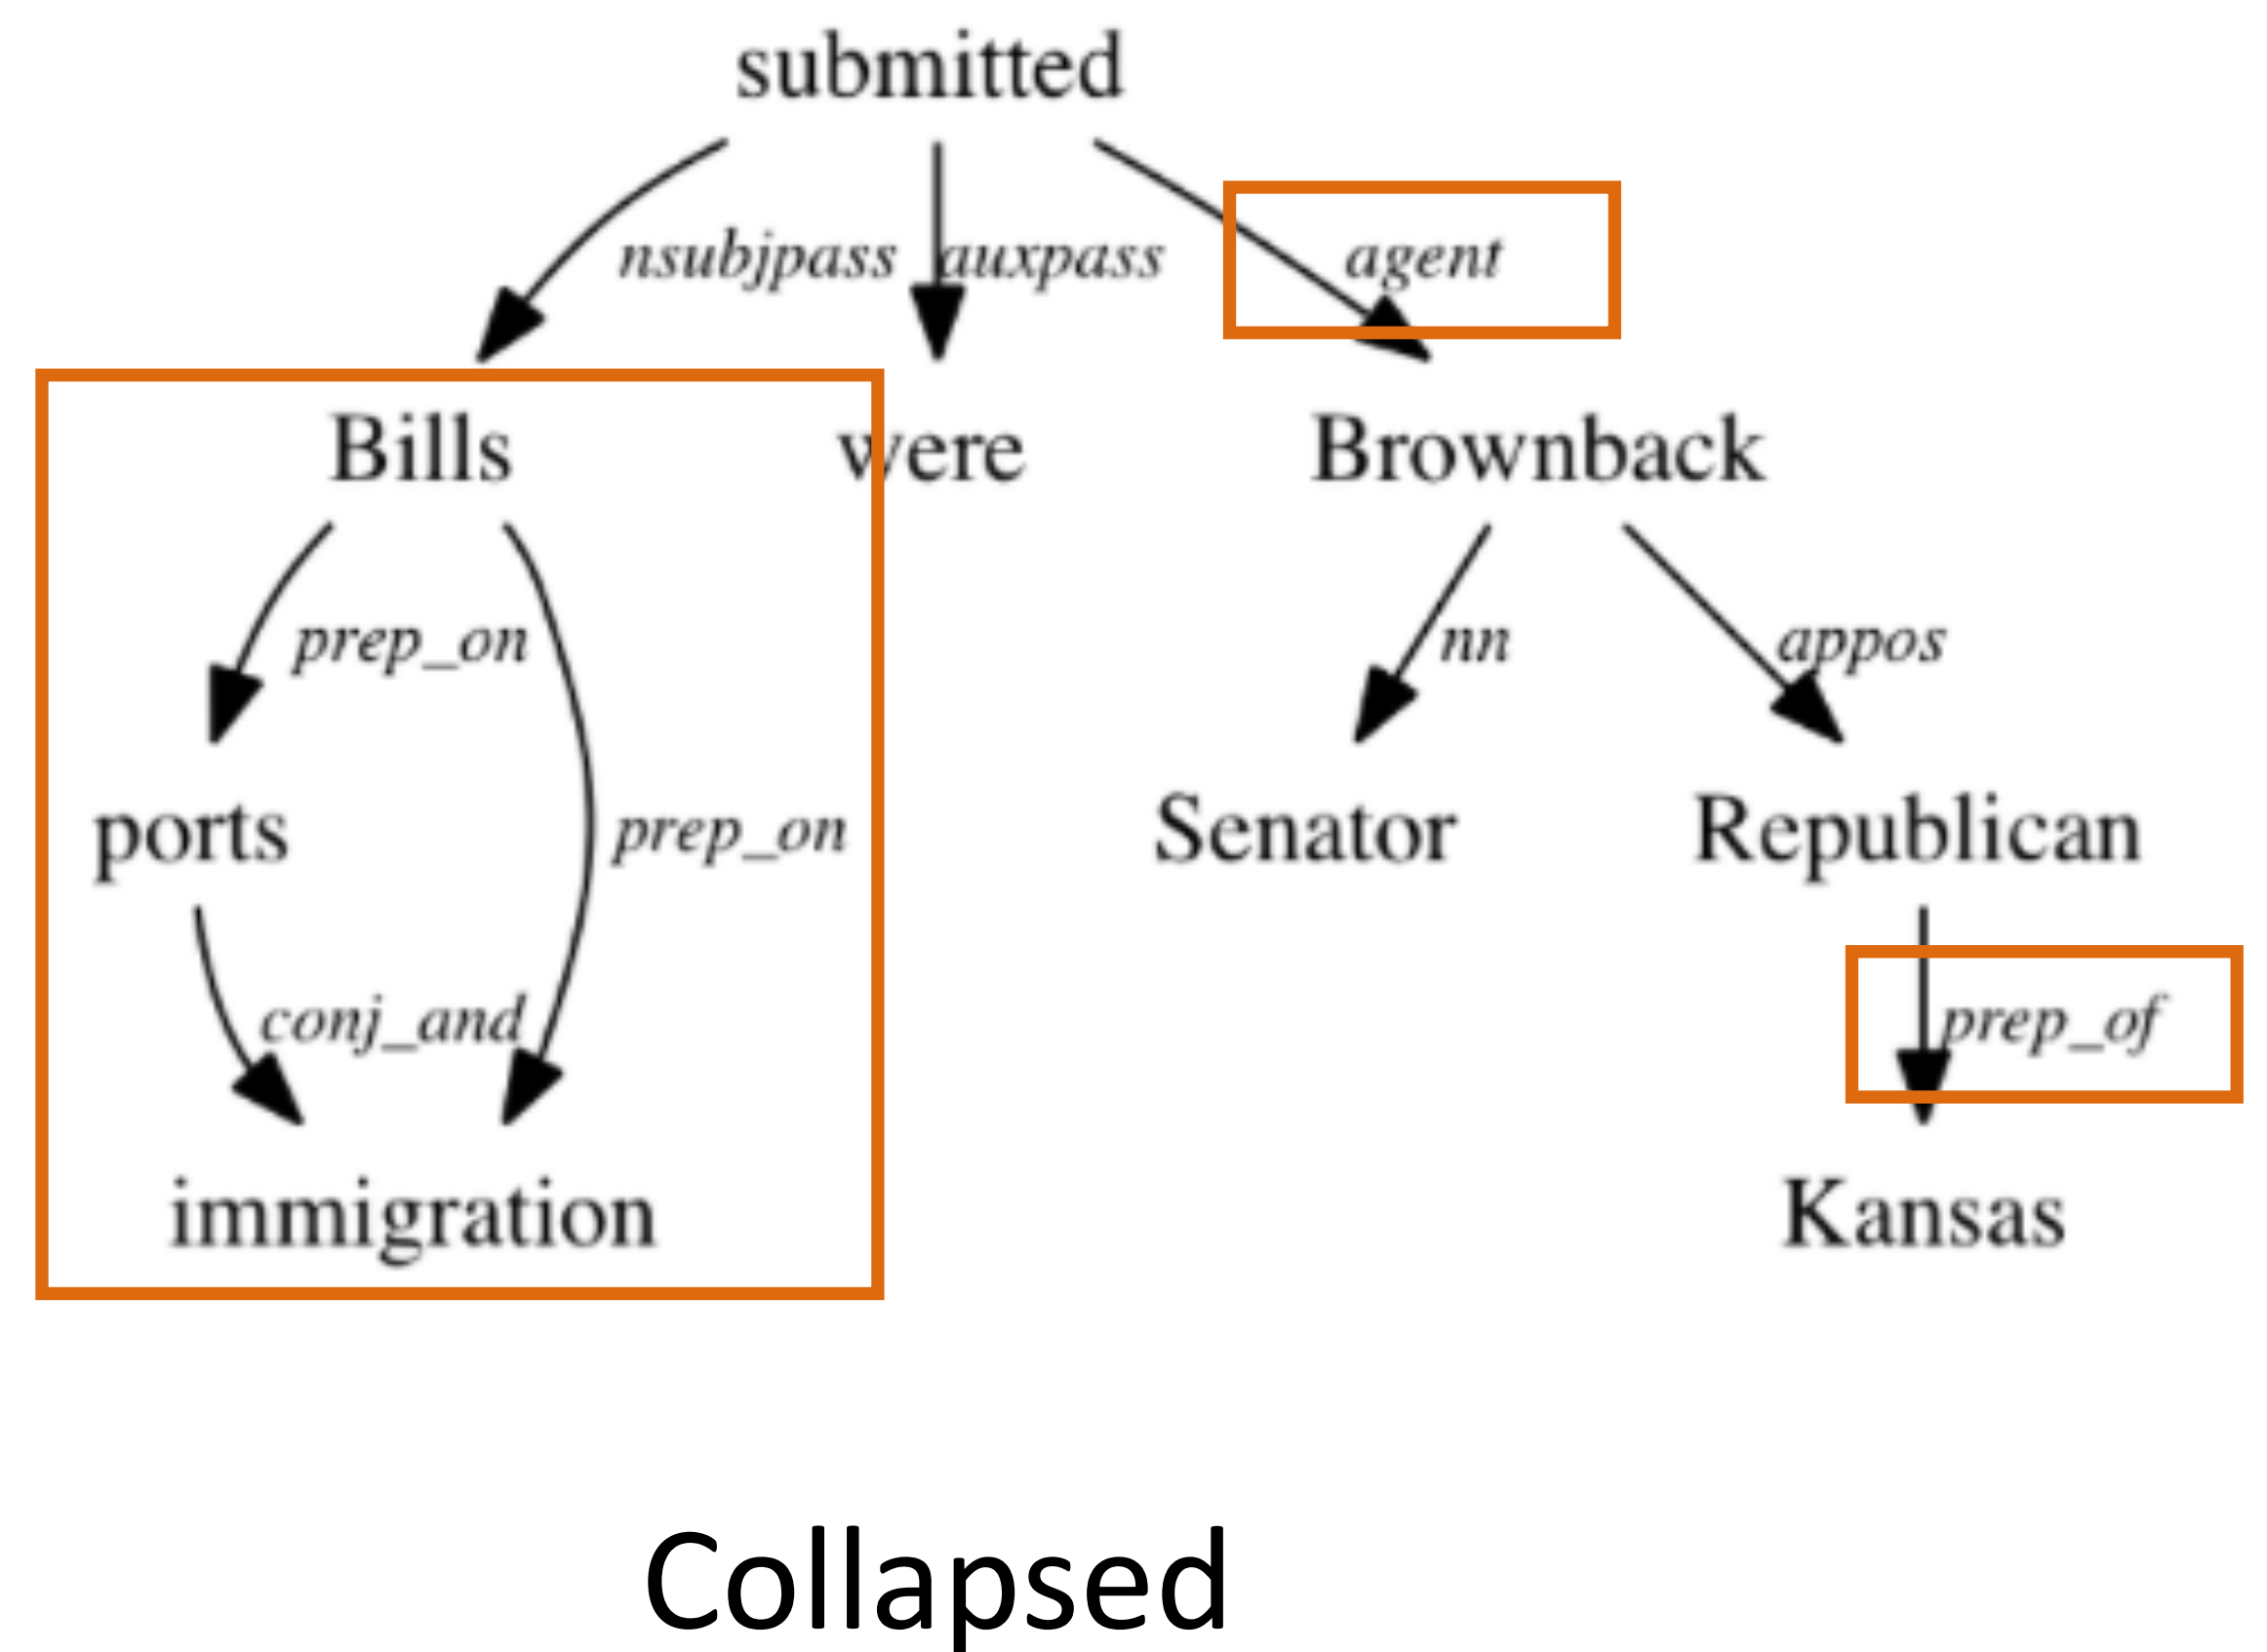 submitted
nsubjpass auxpass agent
Bills were Brownback
prep_on nn appos
ports prep_on Senator Republican
conj_and prep_of
immigration Kansas
Collapsed